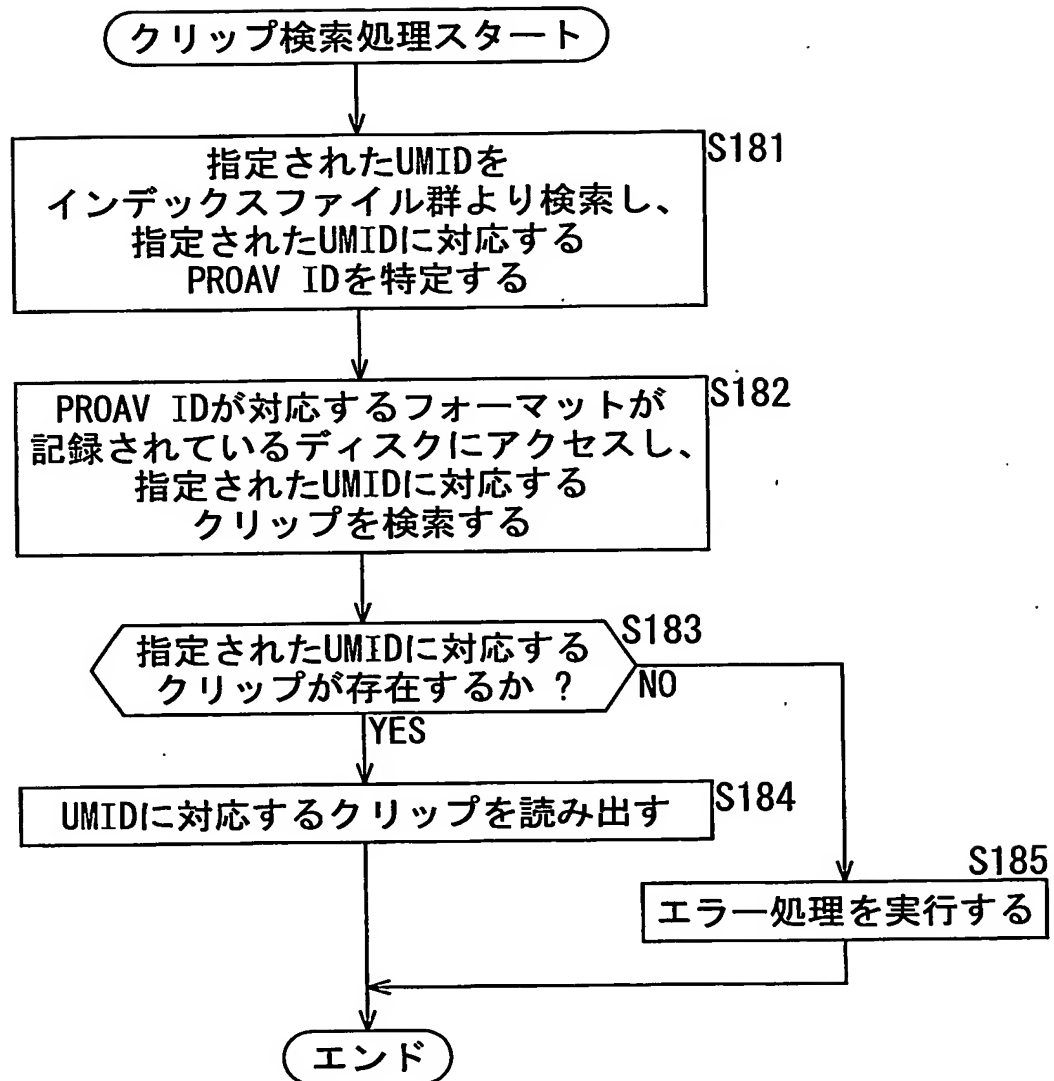 クリップ検索処理スタート
S181
指定されたUMIDを
インデックスファイル群より検索し、
指定されたUMIDに対応する
PROAV IDを特定する
S182
PROAV IDが対応するフォーマットが
記録されているディスクにアクセスし、
指定されたUMIDに対応する
クリップを検索する
S183
指定されたUMIDに対応する
クリップが存在するか ?
NO
YES
UMIDに対応するクリップを読み出す
S184
S185
エラー処理を実行する
エンド